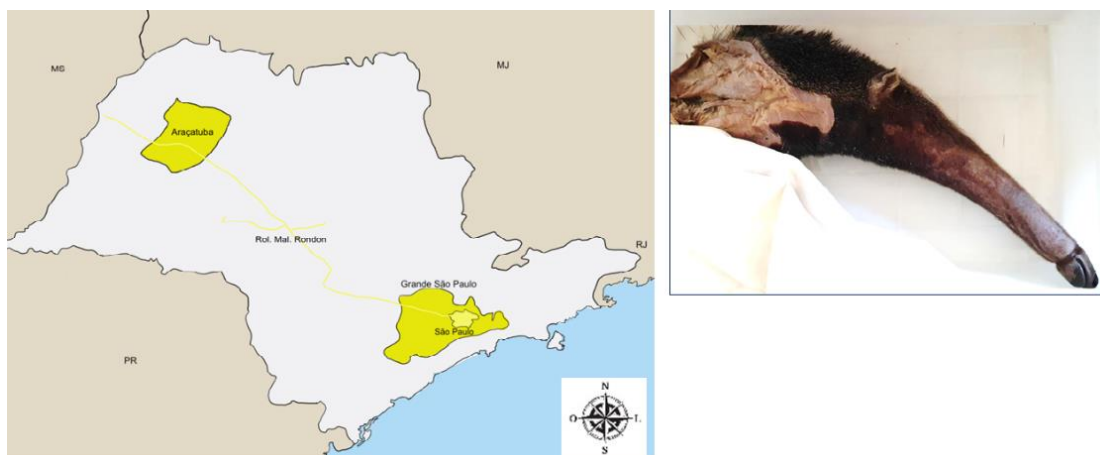 MS
MJ
Araçatuba
Rol. Mal. Rondon
RJ
Grande São Paulo
São Paulo
PR
N
O
L
S